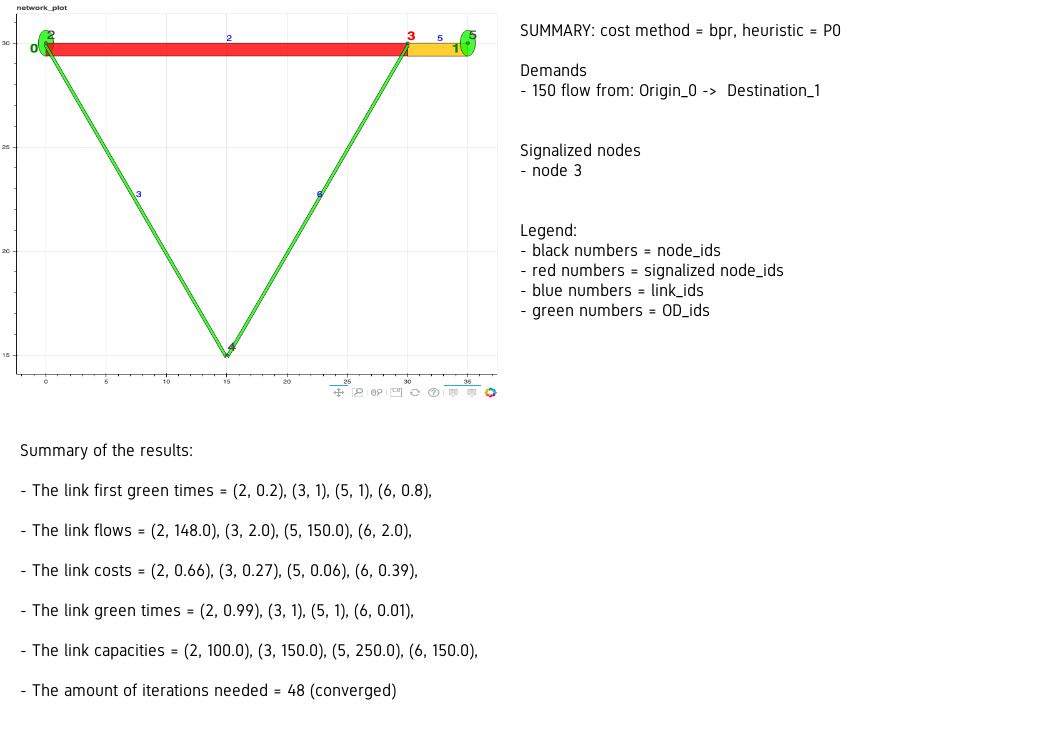 network_plot
2
5
30
0
2
3
5
1
25
3
6
20
4
15
0
5
10
15
20
25
30
35
SUMMARY: cost method = bpr, heuristic = P0
Demands
- 150 flow from: Origin_0 -> Destination_1
Signalized nodes
- node 3
Legend:
- black numbers = node_ids
- red numbers = signalized node_ids
- blue numbers = link_ids
- green numbers = OD_ids
Summary of the results:
- The link first green times = (2, 0.2), (3, 1), (5, 1), (6, 0.8),
- The link flows = (2, 148.0), (3, 2.0), (5, 150.0), (6, 2.0),
- The link costs = (2, 0.66), (3, 0.27), (5, 0.06), (6, 0.39),
- The link green times = (2, 0.99), (3, 1), (5, 1), (6, 0.01),
- The link capacities = (2, 100.0), (3, 150.0), (5, 250.0), (6, 150.0),
- The amount of iterations needed = 48 (converged)